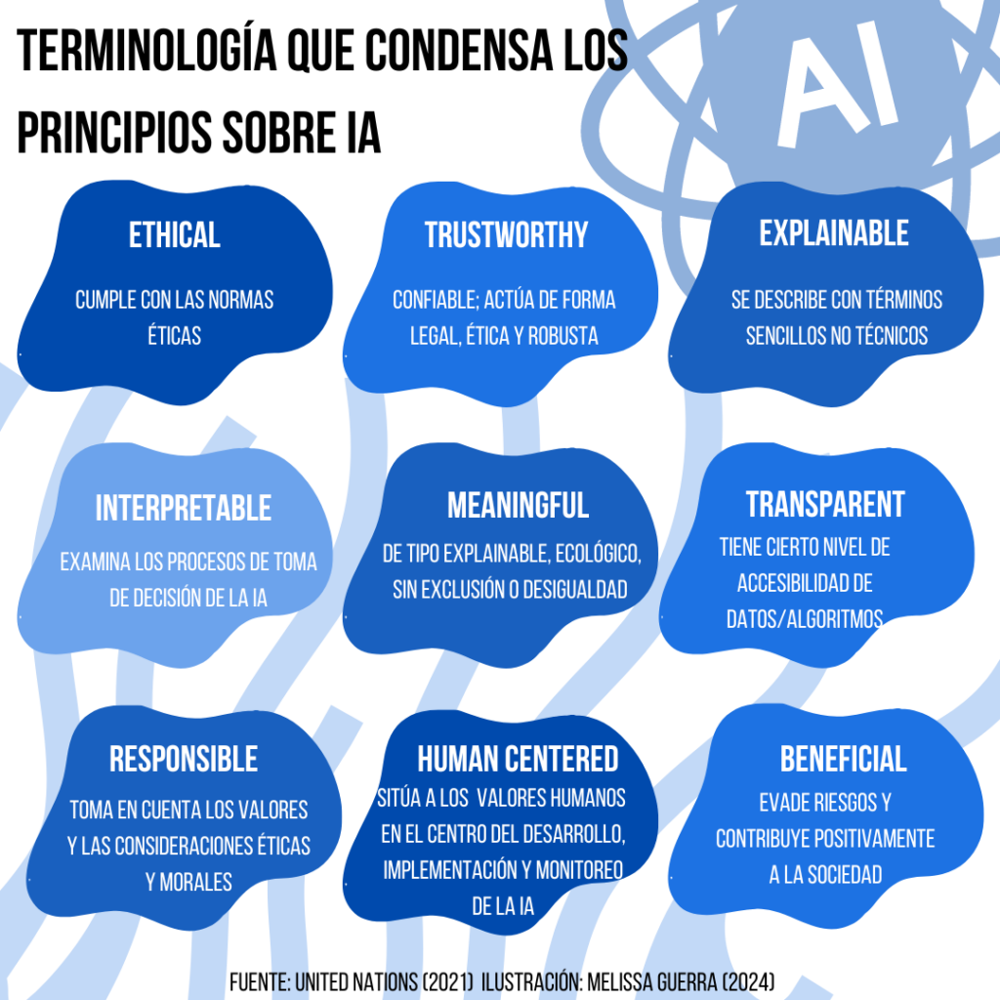 TERMINOLOGÍA QUE CONDENSA LOS
PRINCIPIOS SOBRE IA
AI
ETHICAL
CUMPLE CON LAS NORMAS
ÉTICAS
TRUSTWORTHY
CONFIABLE; ACTÚA DE FORMA
LEGAL, ÉTICA Y ROBUSTA
EXPLAINABLE
SE DESCRIBE CON TÉRMINOS
SENCILLOS NO TÉCNICOS
INTERPRETABLE
EXAMINA LOS PROCESOS DE TOMA
DE DECISIÓN DE LA IA
MEANINGFUL
DE TIPO EXPLAINABLE, ECOLÓGICO,
SIN EXCLUSIÓN O DESIGUALDAD
TRANSPARENT
TIENE CIERTO NIVEL DE
ACCESIBILIDAD DE
DATOS/ALGORITMOS
RESPONSIBLE
TOMA EN CUENTA LOS VALORES
Y LAS CONSIDERACIONES ÉTICAS
Y MORALES
HUMAN CENTERED
SITÚA A LOS VALORES HUMANOS
EN EL CENTRO DEL DESARROLLO,
IMPLEMENTACIÓN Y MONITOREO
DE LA IA
BENEFICIAL
EVADE RIESGOS Y
CONTRIBUYE POSITIVAMENTE
A LA SOCIEDAD
FUENTE: UNITED NATIONS (2021) ILUSTRACIÓN: MELISSA GUERRA (2024)